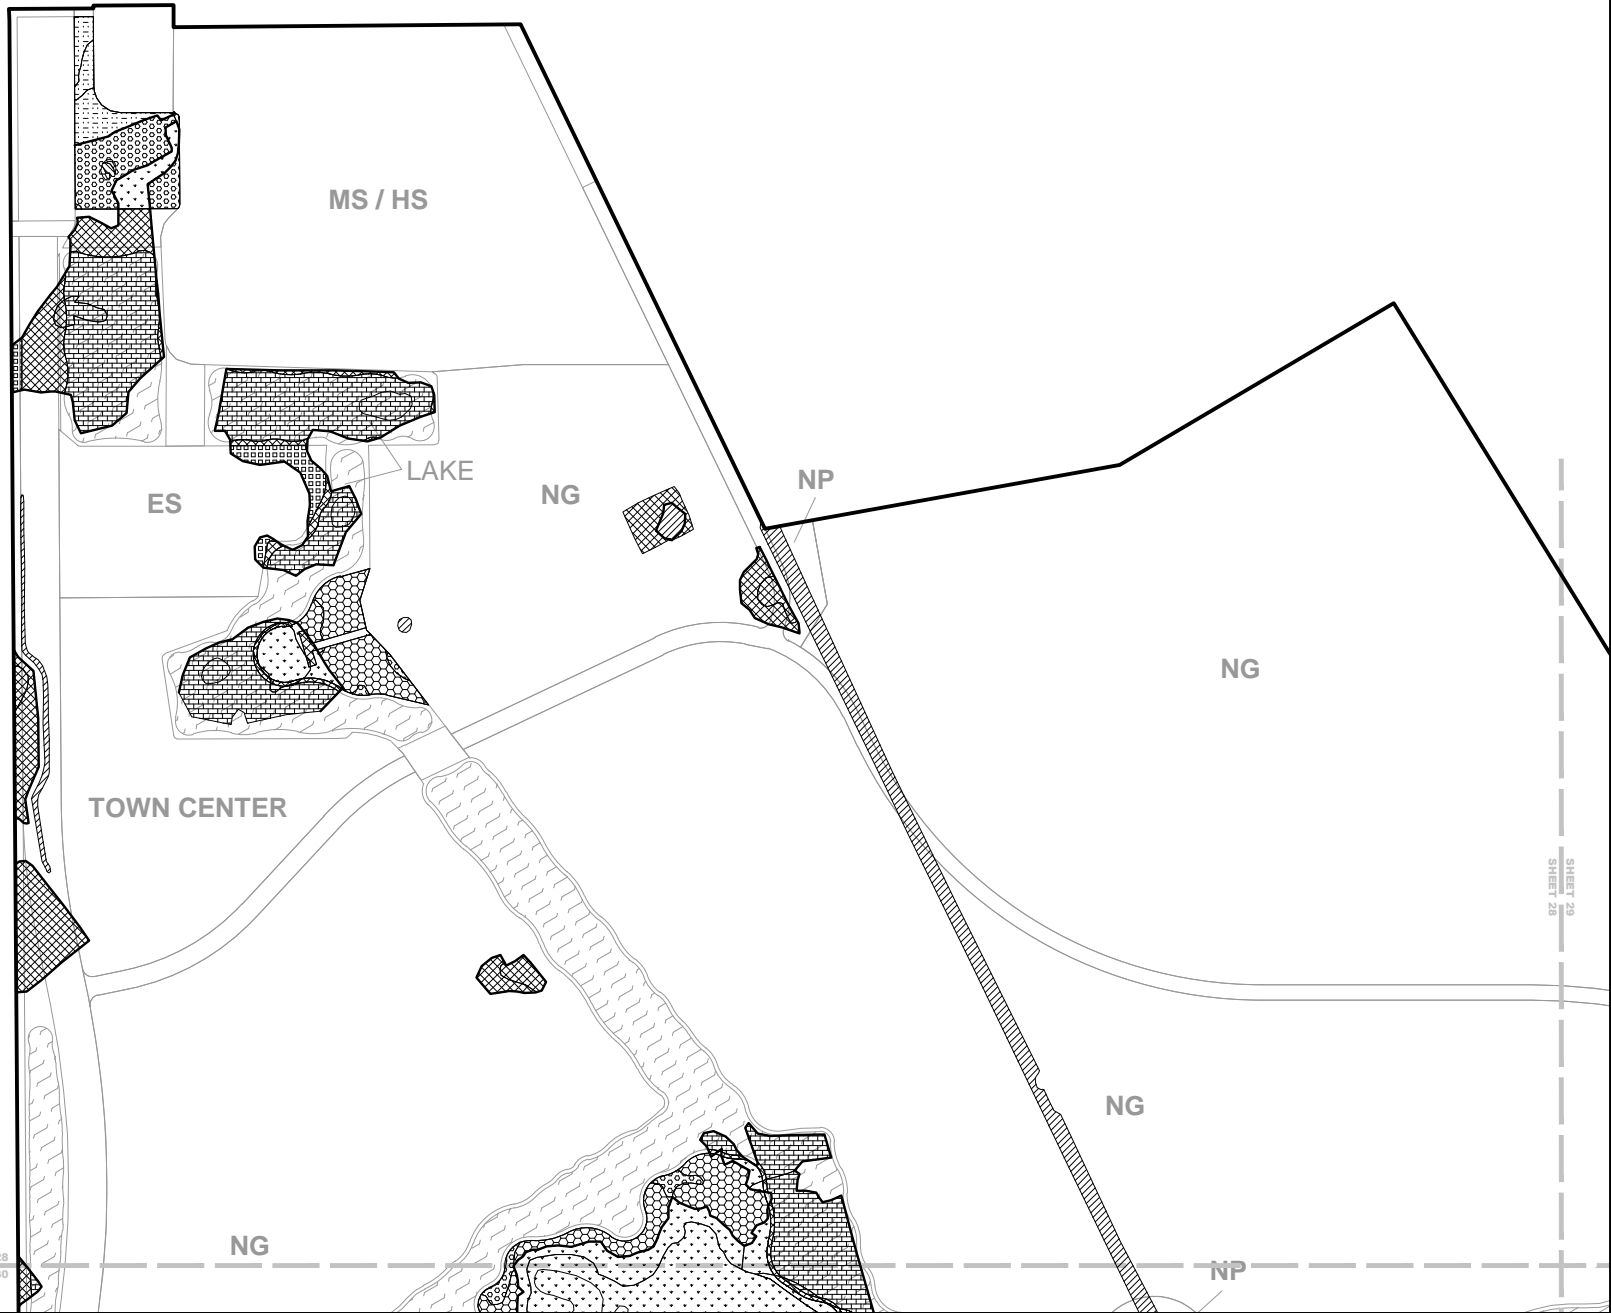 MS / HS
LAKE
NP
ES
NG
NG
TOWN CENTER
SHEET 29
SHEET 28
NG
NG
NP